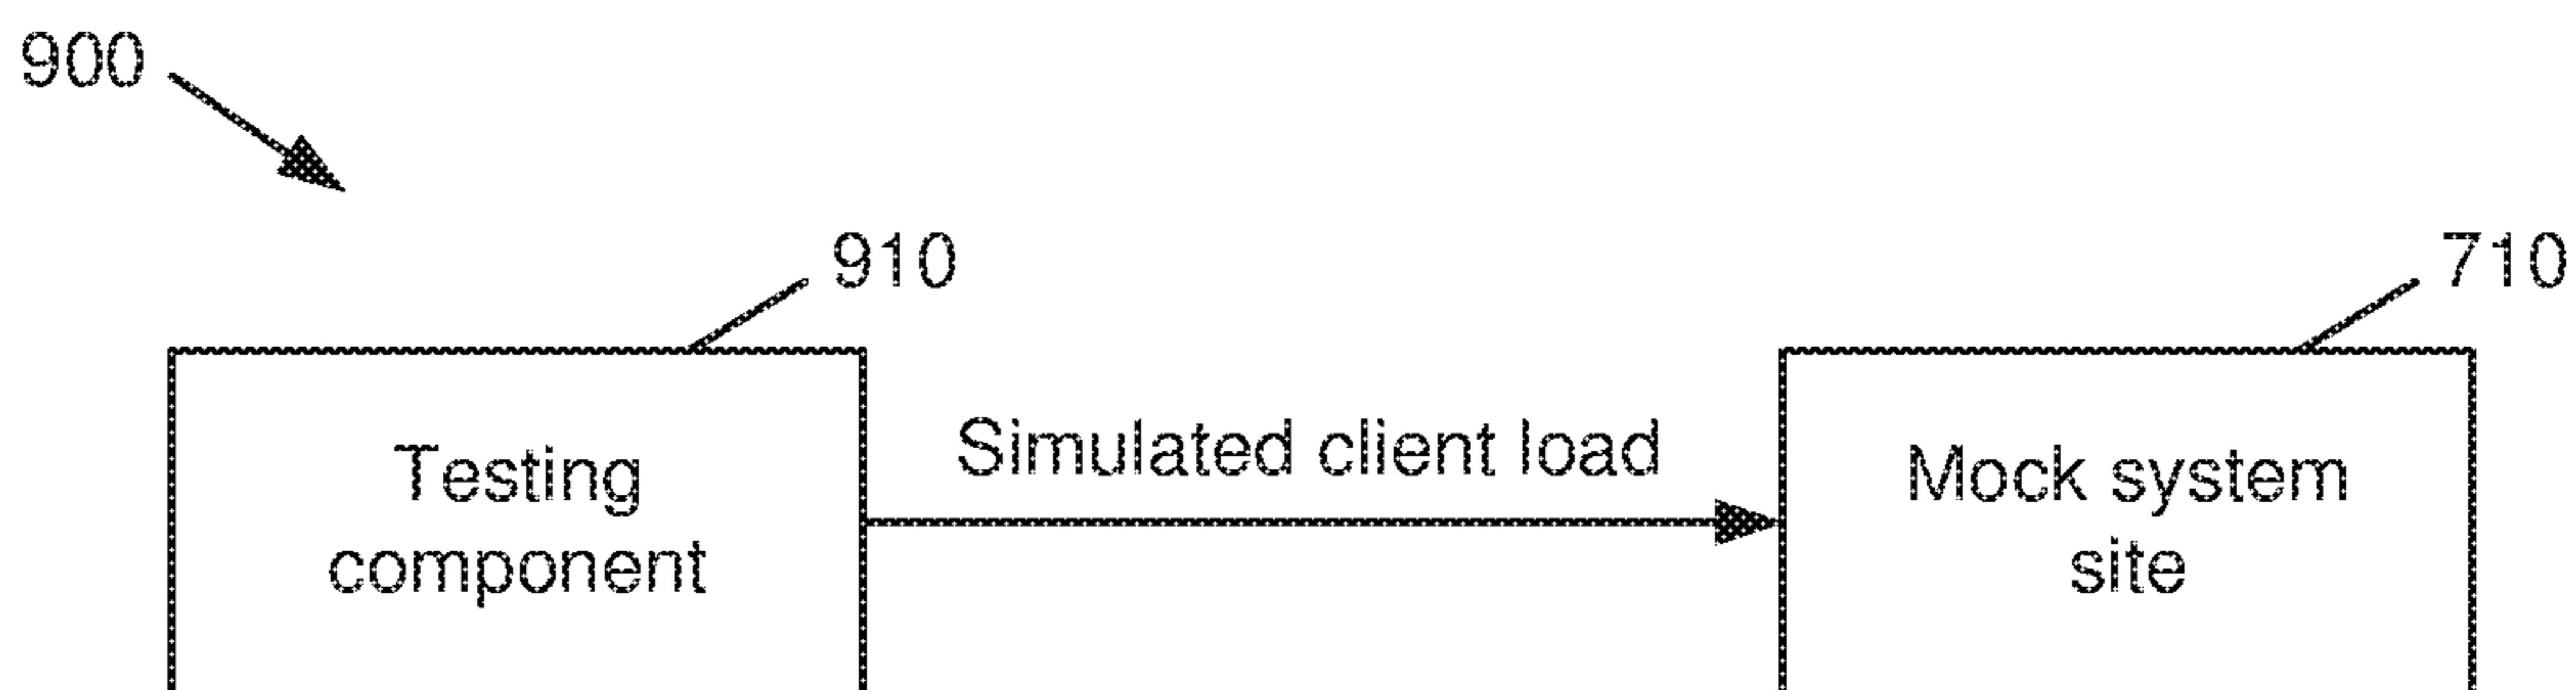 900
910
710
Simulated client load
Testing
component
Mock system
site